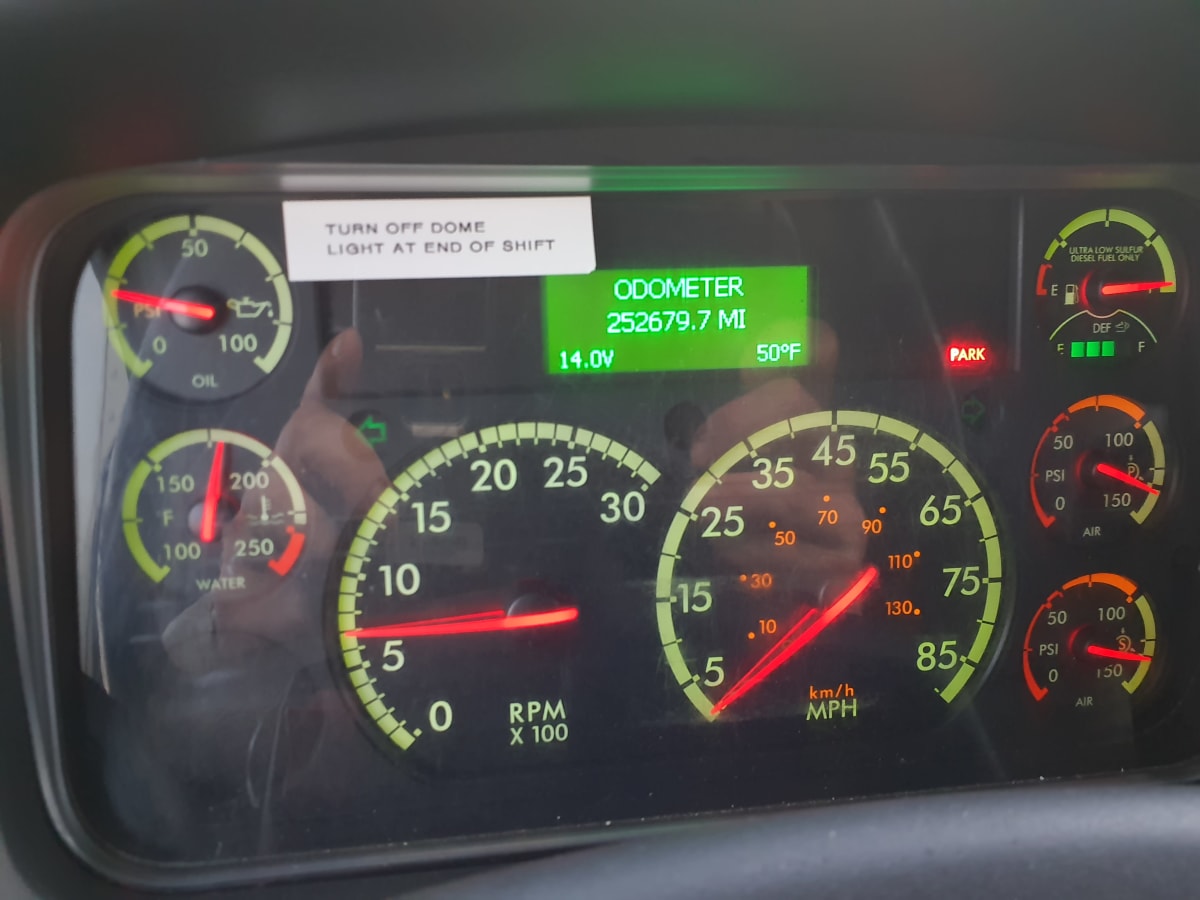 TURN OFF DOME
LIGHT AT END OF SHIFT
50
PSI
0
100
OIL
ODOMETER
252679.7 MI
14.0V
50°F
PARK
ULTRA LOW SULFUR
DIESEL FUEL ONLY
E
DEF
E
F
150
200
F
100
250
WATER
0
5
10
15
20
25
30
RPM
X 100
5
15
25
35
45
55
65
75
85
10
30
50
70
90
110
130
km/h
MPH
50
100
PSI
P
0
150
AIR
50
100
PSI
S
0
150
AIR